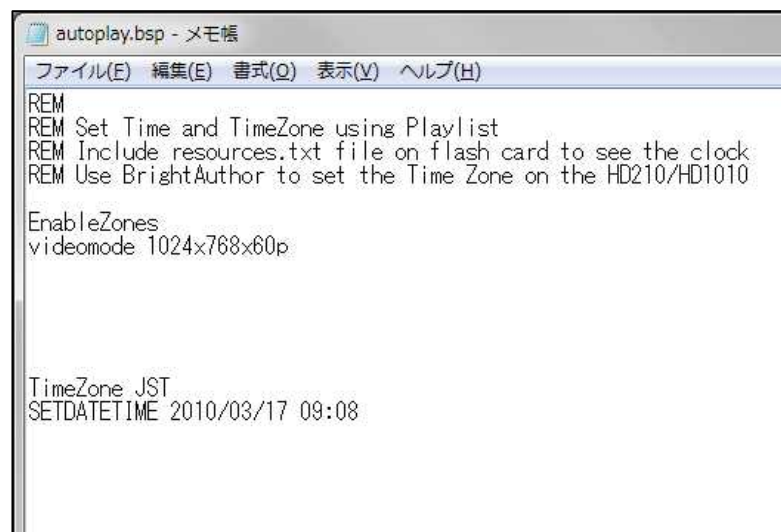 autoplay.bsp - メモ帳
ファイル(F) 編集(E) 書式(O) 表示(V) ヘルプ(H)
REM
REM Set Time and TimeZone using Playlist
REM Include resources.txt file on flash card to see the clock
REM Use BrightAuthor to set the Time Zone on the HD210/HD1010
EnableZones
videomode 1024x768x60p
TimeZone JST
SETDATETIME 2010/03/17 09:08